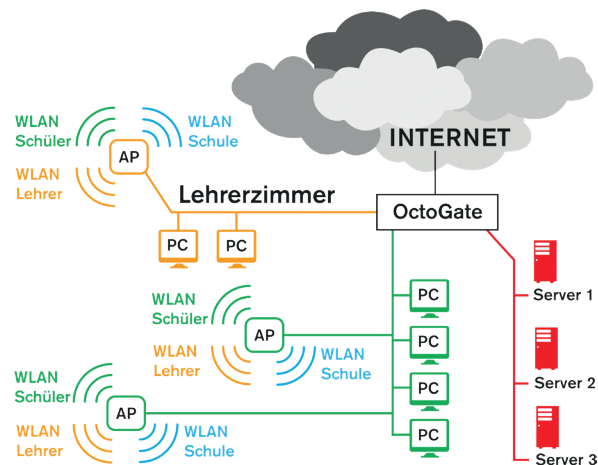 INTERNET
WLAN
Schüler
WLAN
Schule
AP
WLAN
Lehrer
Lehrerzimmer
OctoGate
PC
PC
Server 1
PC
WLAN
Schüler
AP
PC
WLAN
Lehrer
WLAN
Schule
Server 2
PC
WLAN
Schüler
AP
PC
WLAN
Lehrer
WLAN
Schule
Server 3